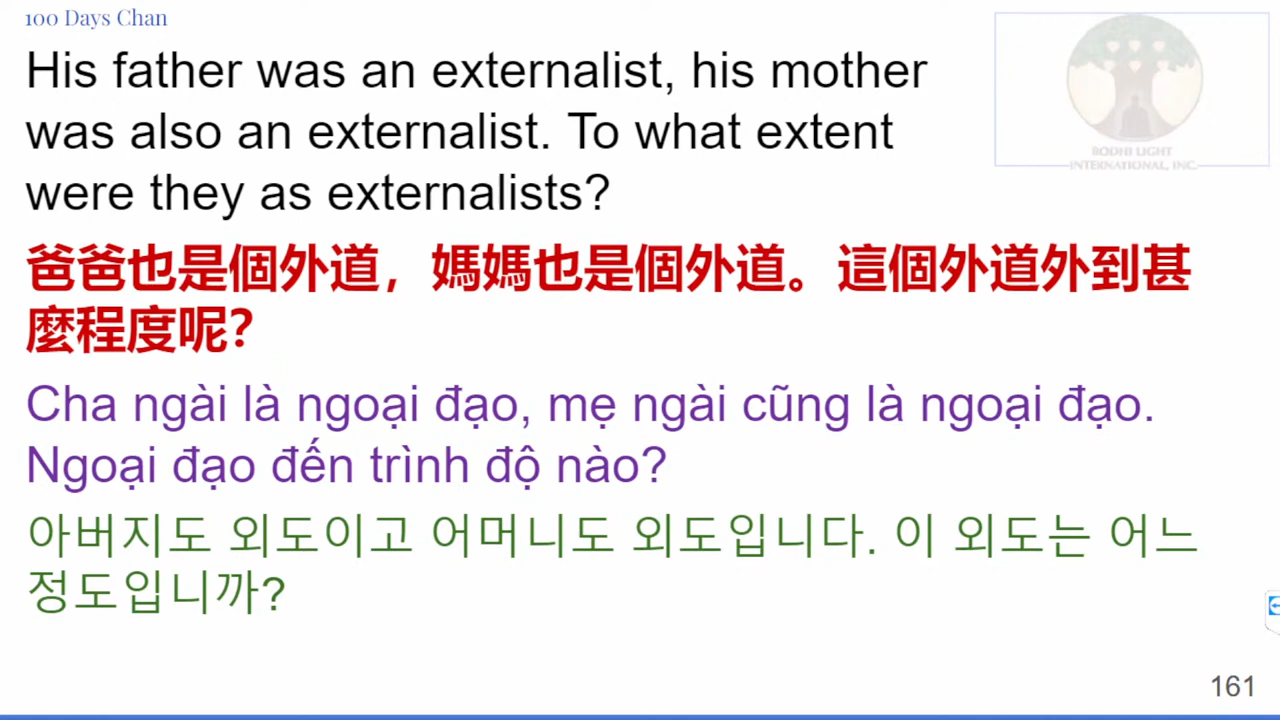 100 Days Chan
His father was an externalist, his mother
was also an externalist. To what extent
were they as externalists?
爸爸也是個外道，媽媽也是個外道。這個外道外到甚
麼程度呢?
Cha ngài là ngoại đạo, mẹ ngài cũng là ngoại đạo.
Ngoại đạo đến trình độ nào?
아버지도 외도이고 어머니도 외도입니다. 이 외도는 어느
정도입니까?
BODHI LIGHT
INTERNATIONAL, INC.
161